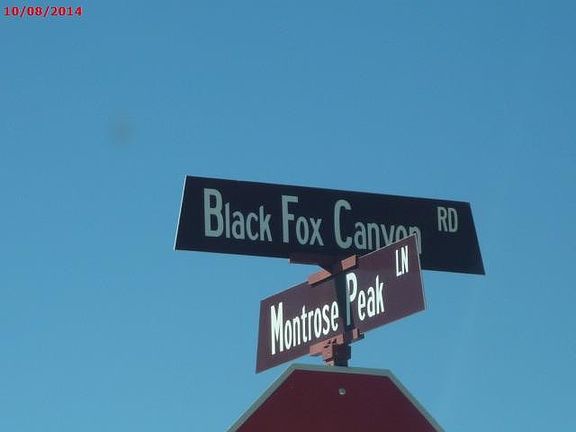 10/08/2014
Black Fox Canyon RD
Montrose Peak LN